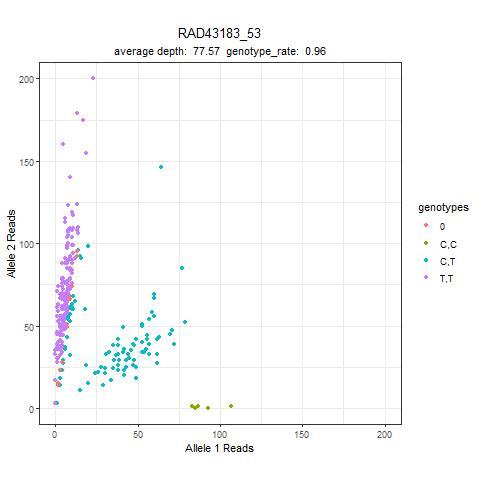 RAD43183_53
average depth: 77.57 genotype_rate: 0.96
200
150
100
50
0
Allele 2 Reads
0
50
100
150
200
Allele 1 Reads
genotypes
0
C,C
C,T
T,T